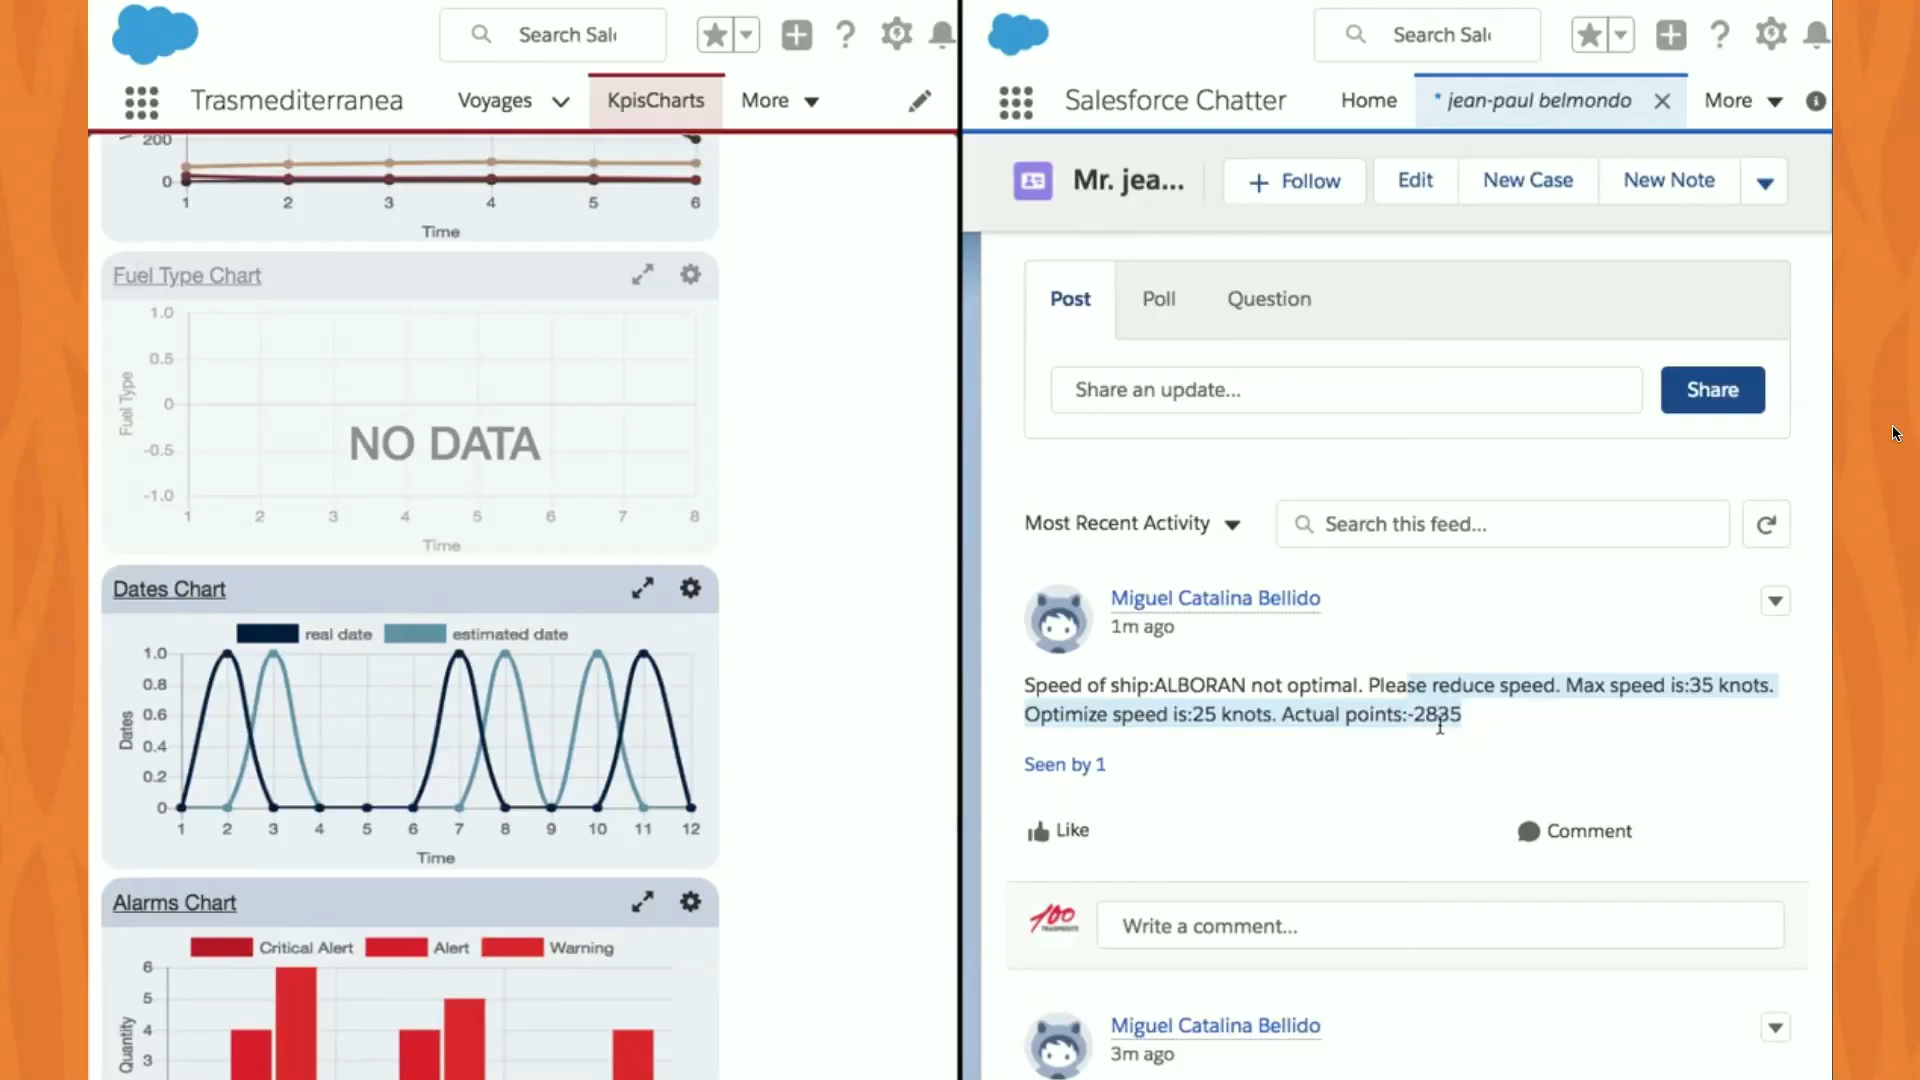 Search Sal
Trasmediterranea
Voyages
KpisCharts
More
200
0
1 2 3 4 5 6
Time
Fuel Type Chart
1.0
0.5
0
-0.5
-1.0
Fuel Type
NO DATA
1 2 3 4 5 6 7 8
Time
Dates Chart
real date estimated date
1.0
0.8
0.6
0.4
0.2
0
Dates
1 2 3 4 5 6 7 8 9 10 11 12
Time
Alarms Chart
Critical Alert Alert Warning
6
5
4
3
Quantity
Search Sal
Salesforce Chatter
Home
* jean-paul belmondo
More
Mr. jea...
+ Follow
Edit
New Case
New Note
Post
Poll
Question
Share an update...
Share
Most Recent Activity
Search this feed...
Miguel Catalina Bellido
1m ago
Speed of ship:ALBORAN not optimal. Please reduce speed. Max speed is:35 knots.
Optimize speed is:25 knots. Actual points:-2835
Seen by 1
Like
Comment
100
Write a comment...
Miguel Catalina Bellido
3m ago